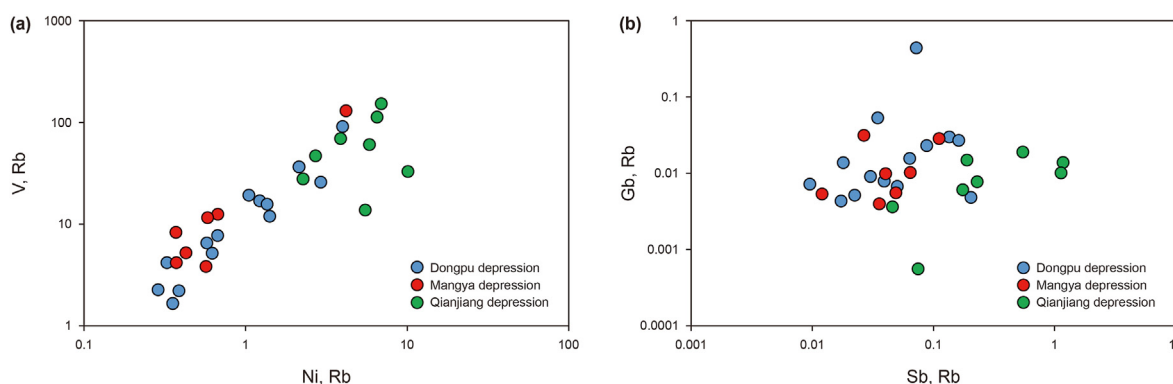 (a)
1000
100
10
1
V, Rb
0.1
1
10
100
Ni, Rb
Dongpu depression
Mangya depression
Qianjiang depression
(b)
1
0.1
0.01
0.001
0.0001
Gb, Rb
0.001
0.01
0.1
1
1
Sb, Rb
Dongpu depression
Mangya depression
Qianjiang depression